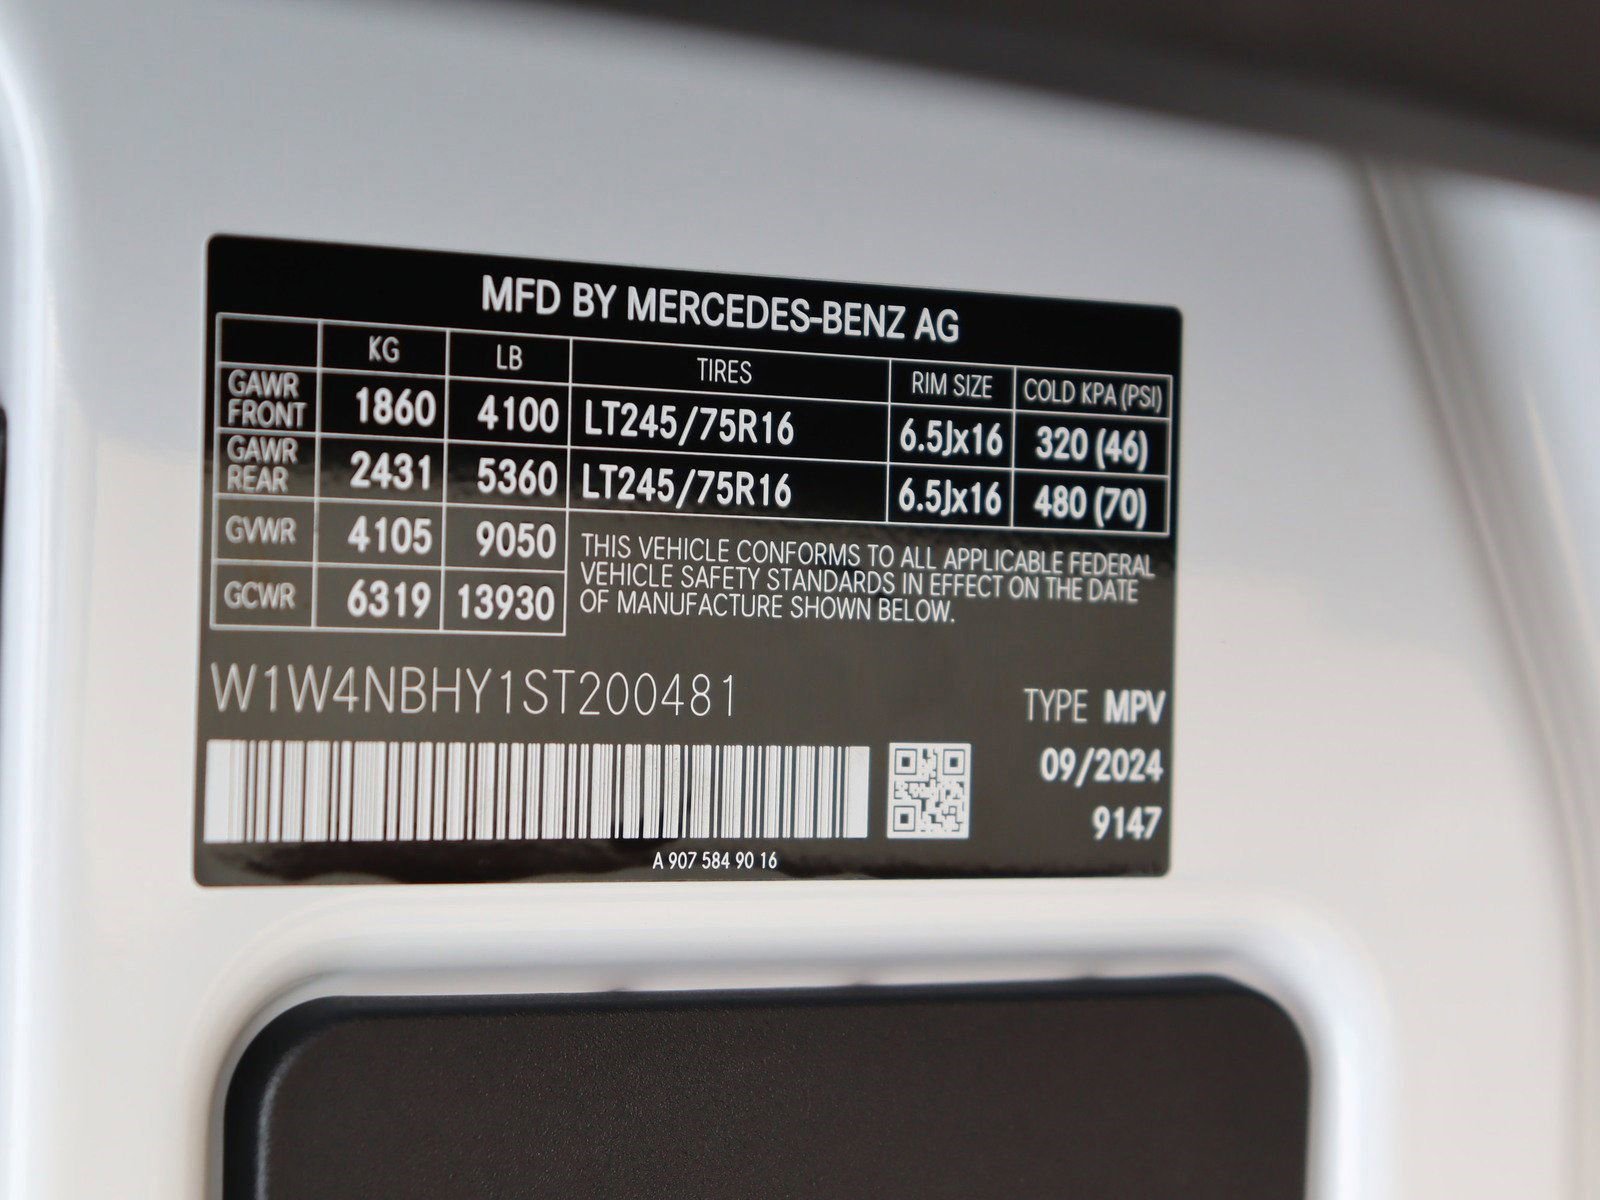 MFD BY MERCEDES-BENZ AG
KG LB TIRES RIM SIZE COLD KPA (PSI)
GAWR FRONT 1860 4100 LT245/75R16 6.5Jx16 320 (46)
GAWR REAR 2431 5360 LT245/75R16 6.5Jx16 480 (70)
GVWR 4105 9050
GCWR 6319 13930
THIS VEHICLE CONFORMS TO ALL APPLICABLE FEDERAL
VEHICLE SAFETY STANDARDS IN EFFECT ON THE DATE
OF MANUFACTURE SHOWN BELOW.
W1W4NBHY1ST200481
TYPE MPV
09/2024
9147
A 907 584 90 16